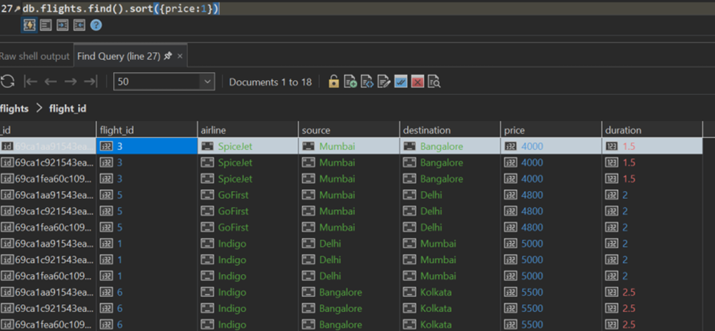 27 db.flights.find().sort({price:1})
Raw shell output Find Query (line 27) ×
50 Documents 1 to 18
flights > flight_id
_id flight_id airline source destination price duration
69ca1aa91543ea... 3 SpiceJet Mumbai Bangalore 4000 1.5
69ca1c921543ea... 3 SpiceJet Mumbai Bangalore 4000 1.5
69ca1fea60c109... 3 SpiceJet Mumbai Bangalore 4000 1.5
69ca1aa91543ea... 5 GoFirst Mumbai Delhi 4800 2
69ca1c921543ea... 5 GoFirst Mumbai Delhi 4800 2
69ca1fea60c109... 5 GoFirst Mumbai Delhi 4800 2
69ca1aa91543ea... 1 Indigo Delhi Mumbai 5000 2
69ca1c921543ea... 1 Indigo Delhi Mumbai 5000 2
69ca1fea60c109... 1 Indigo Delhi Mumbai 5000 2
69ca1aa91543ea... 6 Indigo Bangalore Kolkata 5500 2.5
69ca1c921543ea... 6 Indigo Bangalore Kolkata 5500 2.5
69ca1fea60c109... 6 Indigo Bangalore Kolkata 5500 2.5